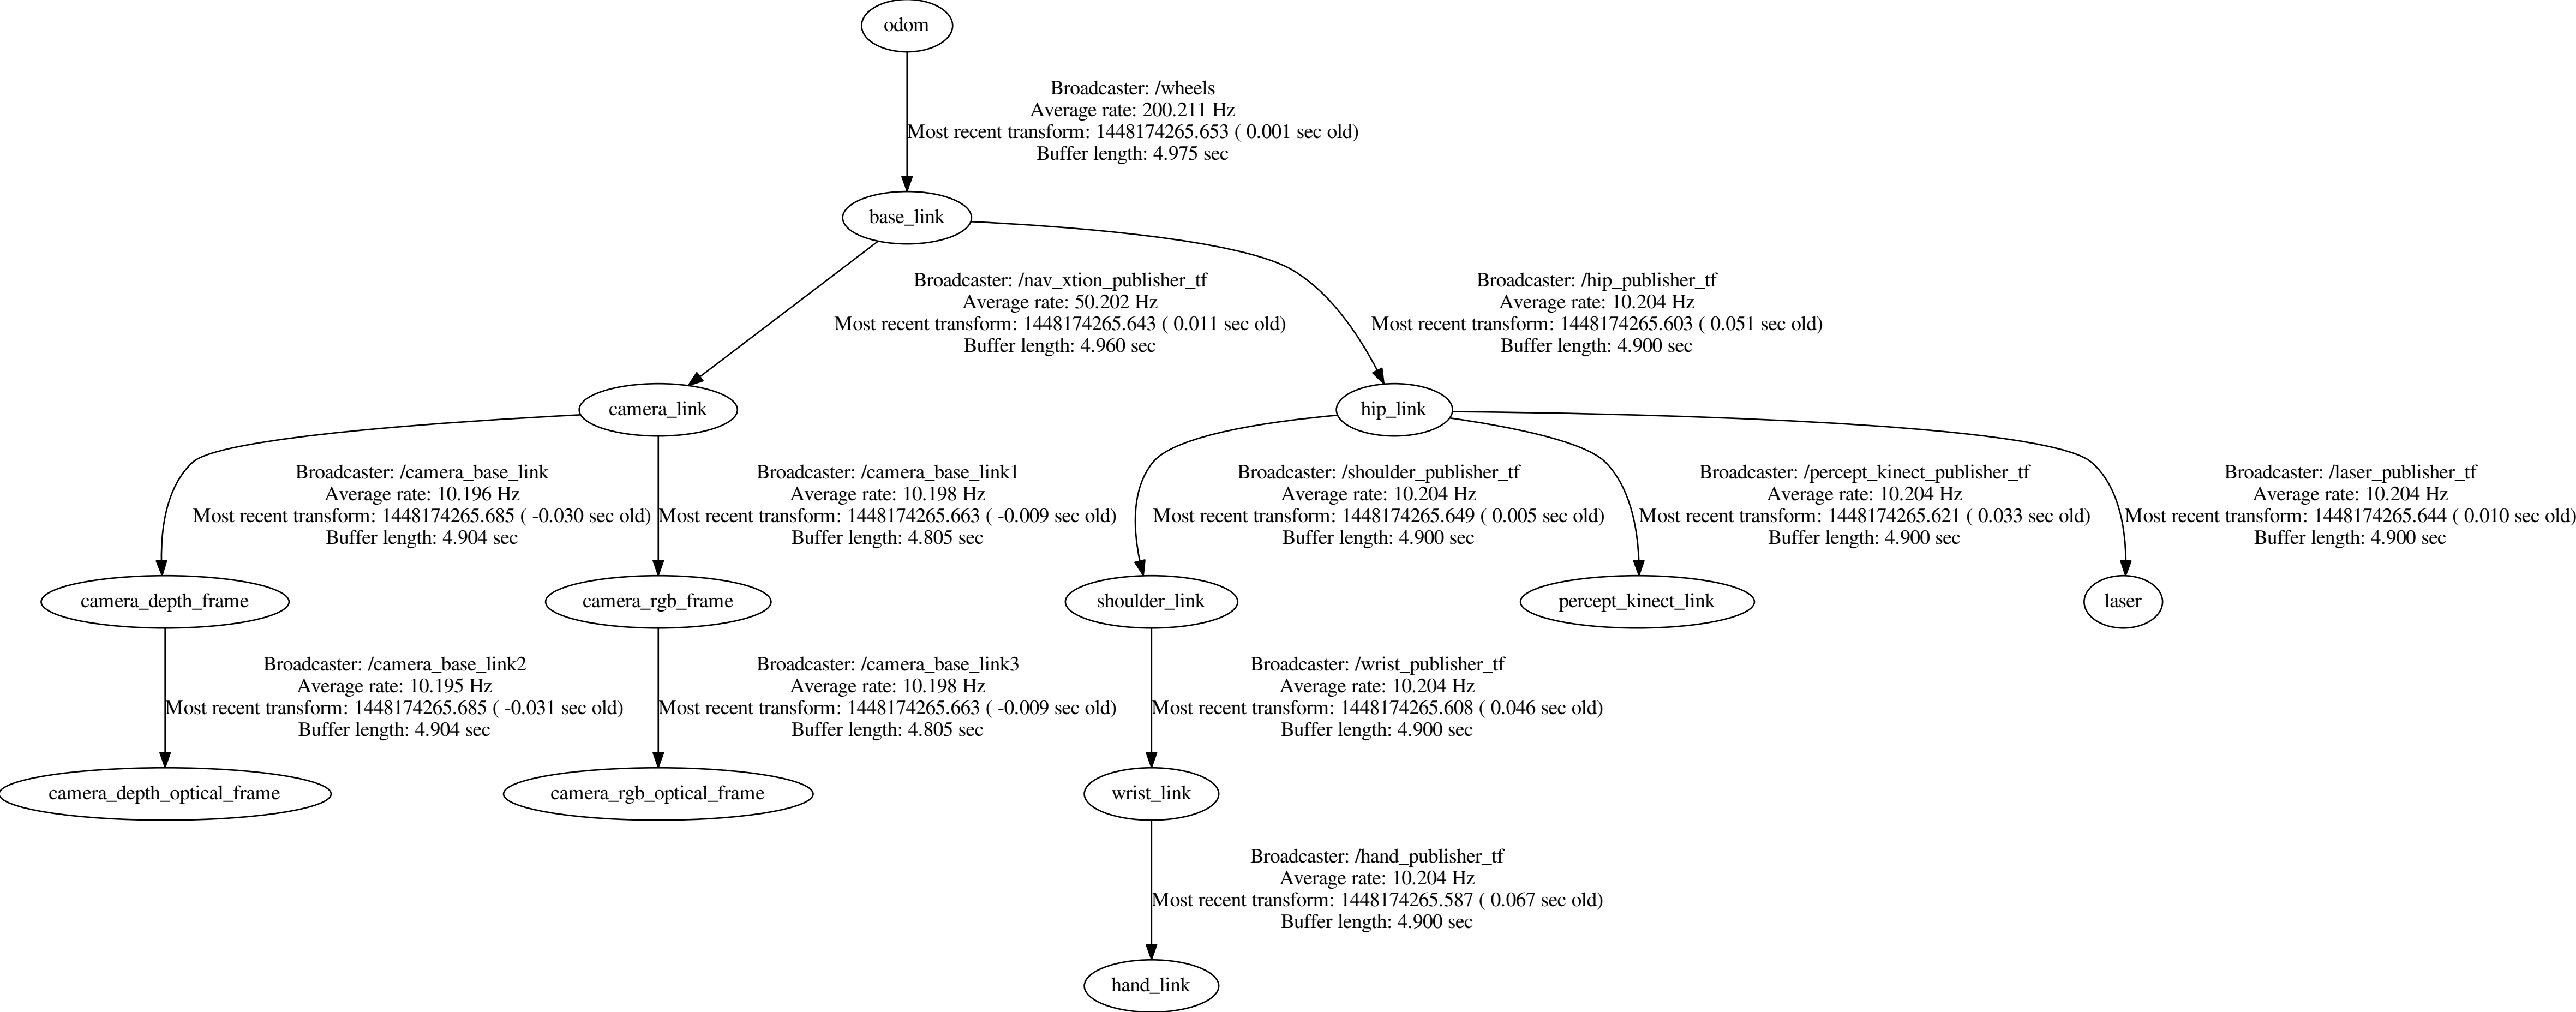 odom
Broadcaster: /wheels
Average rate: 200.211 Hz
Most recent transform: 1448174265.653 ( 0.001 sec old)
Buffer length: 4.975 sec
base_link
Broadcaster: /nav_xtion_publisher_tf
Average rate: 50.202 Hz
Most recent transform: 1448174265.643 ( 0.011 sec old)
Buffer length: 4.960 sec
Broadcaster: /hip_publisher_tf
Average rate: 10.204 Hz
Most recent transform: 1448174265.603 ( 0.051 sec old)
Buffer length: 4.900 sec
camera_link
hip_link
Broadcaster: /camera_base_link
Average rate: 10.196 Hz
Most recent transform: 1448174265.685 ( -0.030 sec old)
Buffer length: 4.904 sec
Broadcaster: /camera_base_link1
Average rate: 10.198 Hz
Most recent transform: 1448174265.663 ( -0.009 sec old)
Buffer length: 4.805 sec
Broadcaster: /shoulder_publisher_tf
Average rate: 10.204 Hz
Most recent transform: 1448174265.649 ( 0.005 sec old)
Buffer length: 4.900 sec
Broadcaster: /percept_kinect_publisher_tf
Average rate: 10.204 Hz
Most recent transform: 1448174265.621 ( 0.033 sec old)
Buffer length: 4.900 sec
Broadcaster: /laser_publisher_tf
Average rate: 10.204 Hz
Most recent transform: 1448174265.644 ( 0.010 sec old)
Buffer length: 4.900 sec
camera_depth_frame
camera_rgb_frame
shoulder_link
percept_kinect_link
laser
Broadcaster: /camera_base_link2
Average rate: 10.195 Hz
Most recent transform: 1448174265.685 ( -0.031 sec old)
Buffer length: 4.904 sec
Broadcaster: /camera_base_link3
Average rate: 10.198 Hz
Most recent transform: 1448174265.663 ( -0.009 sec old)
Buffer length: 4.805 sec
Broadcaster: /wrist_publisher_tf
Average rate: 10.204 Hz
Most recent transform: 1448174265.608 ( 0.046 sec old)
Buffer length: 4.900 sec
camera_depth_optical_frame
camera_rgb_optical_frame
wrist_link
Broadcaster: /hand_publisher_tf
Average rate: 10.204 Hz
Most recent transform: 1448174265.587 ( 0.067 sec old)
Buffer length: 4.900 sec
hand_link